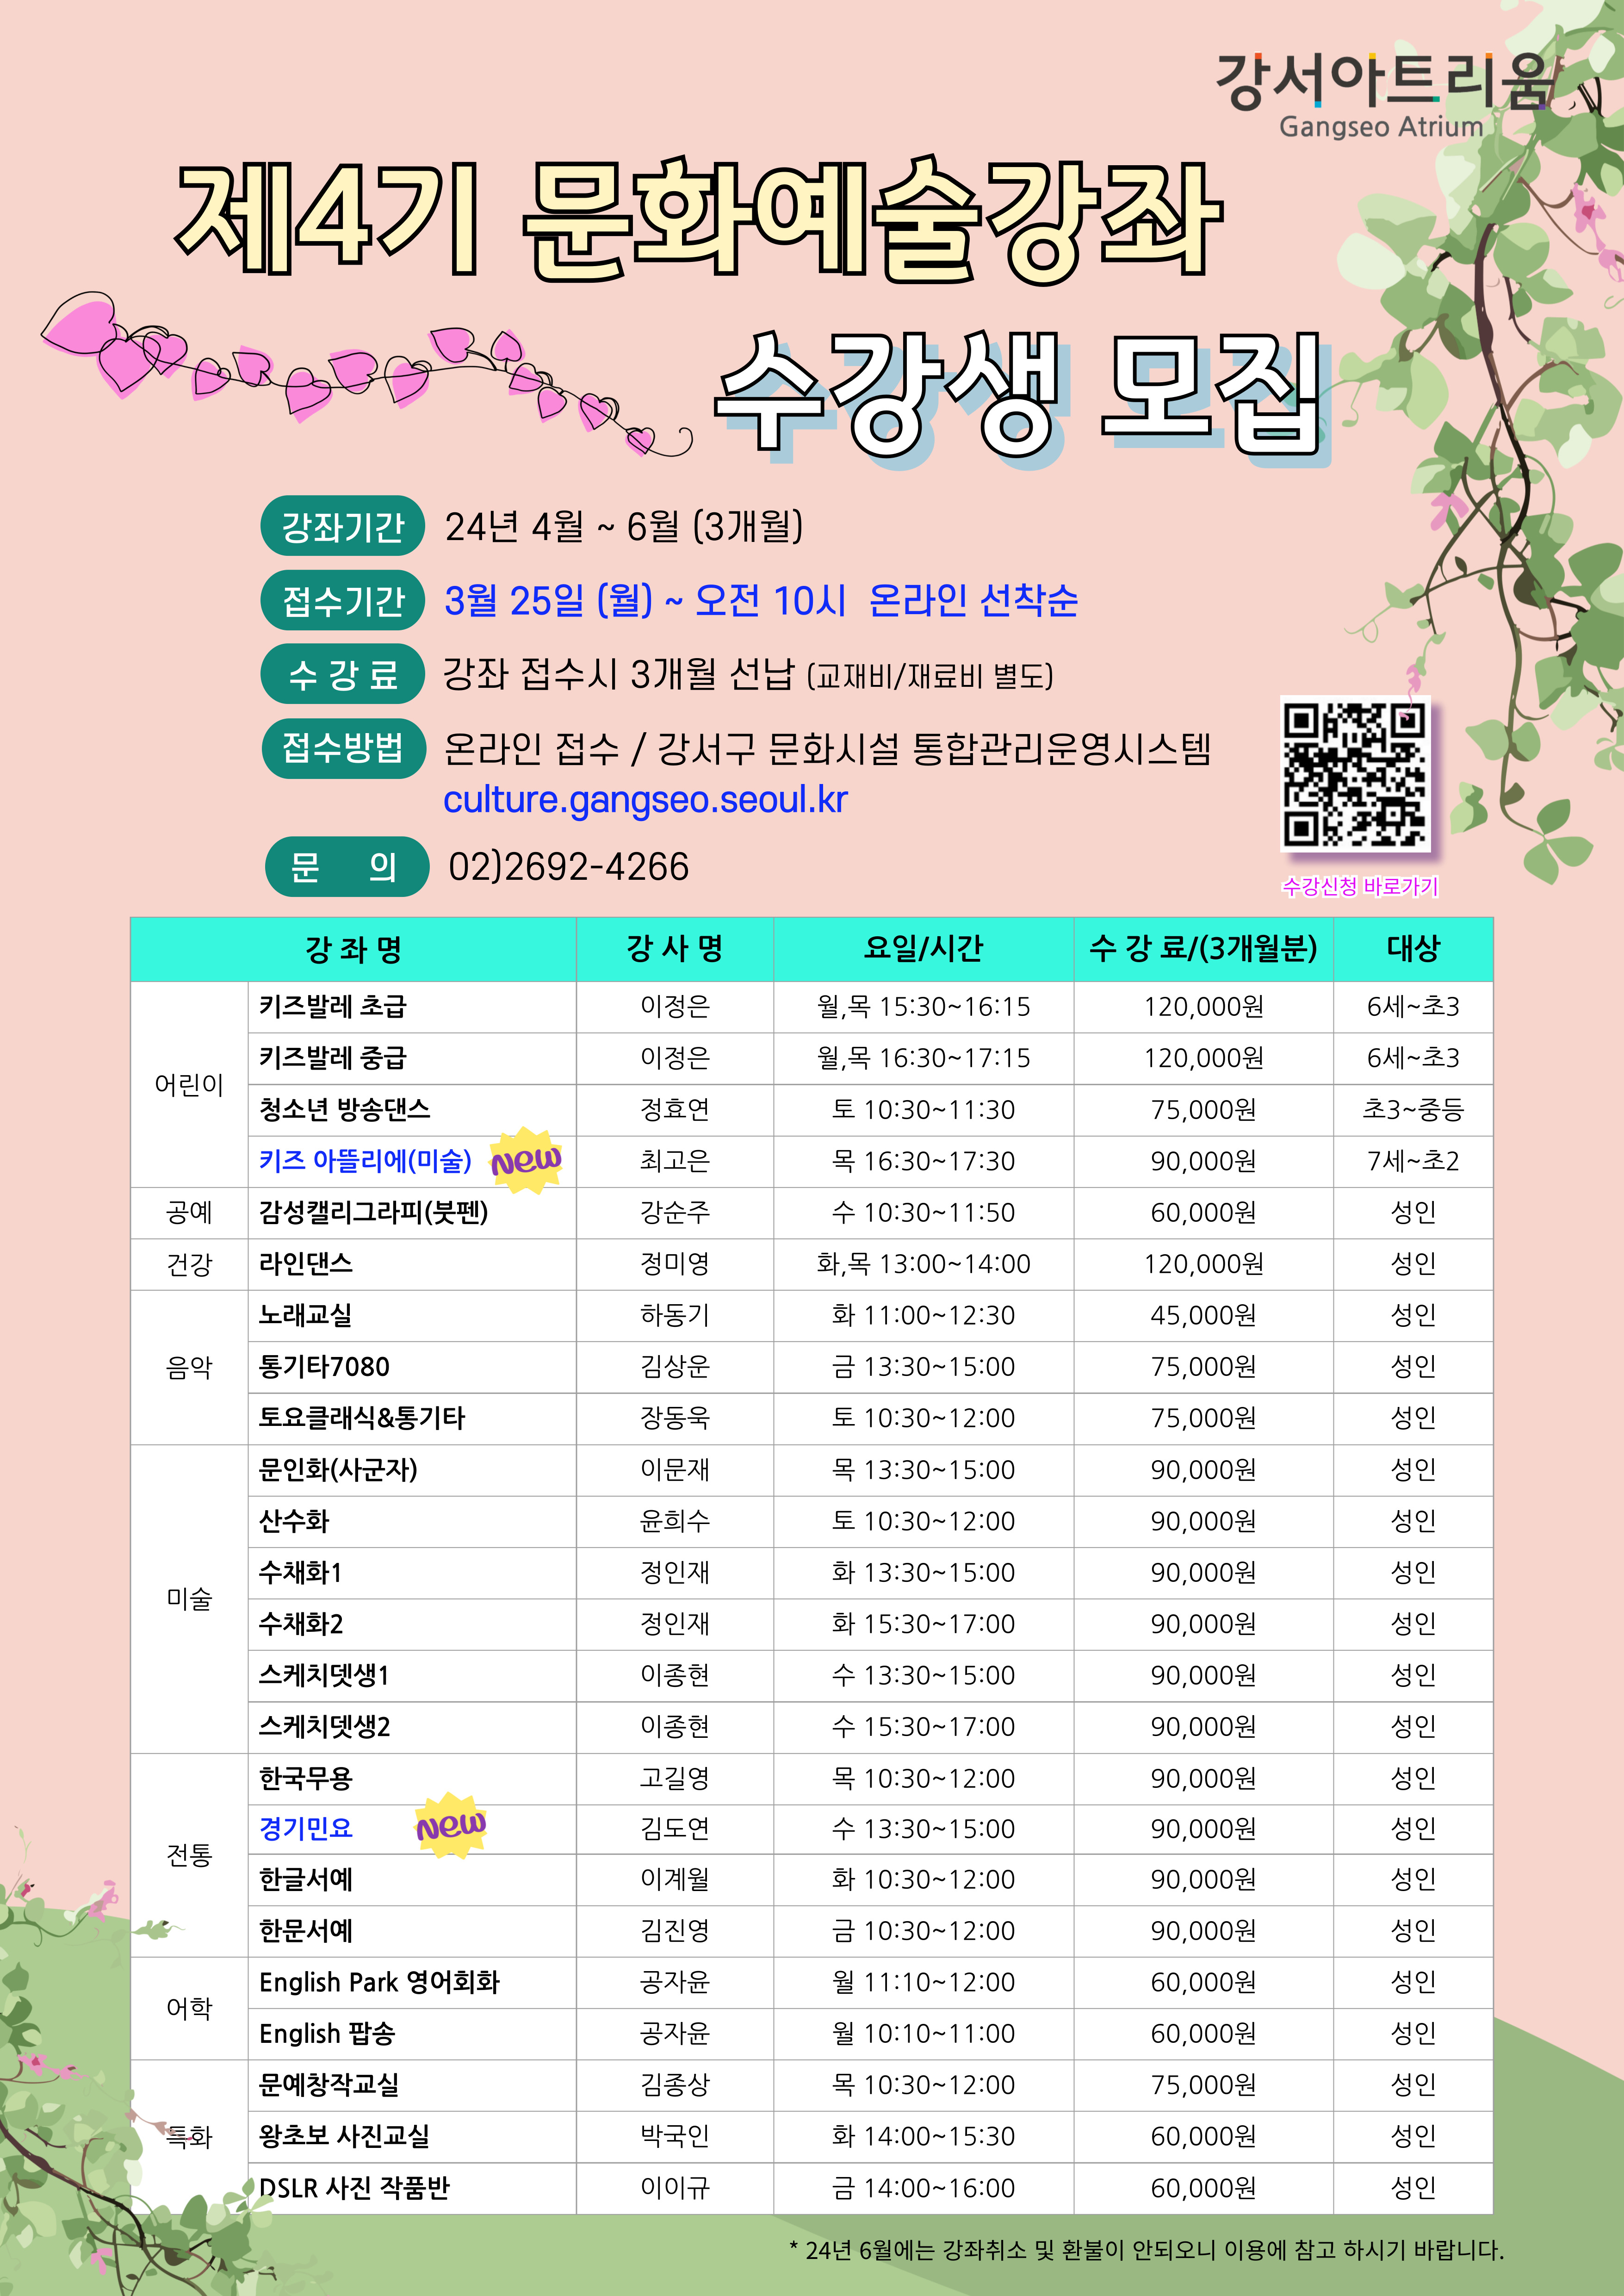 강서아트리움
Gangseo Atrium
제4기 문화예술강좌
수강생 모집
강좌기간 24년 4월 ~ 6월 (3개월)
접수기간 3월 25일 (월) ~ 오전 10시 온라인 선착순
수 강 료 강좌 접수시 3개월 선납 (교재비/재료비 별도)
접수방법 온라인 접수 / 강서구 문화시설 통합관리운영시스템
culture.gangseo.seoul.kr
문 의 02)2692-4266
수강신청 바로가기
강 좌 명 강 사 명 요일/시간 수 강 료/(3개월분) 대상
어린이
키즈발레 초급 이정은 월,목 15:30~16:15 120,000원 6세~초3
키즈발레 중급 이정은 월,목 16:30~17:15 120,000원 6세~초3
청소년 방송댄스 정효연 토 10:30~11:30 75,000원 초3~중등
키즈 아뜰리에(미술) New 최고은 목 16:30~17:30 90,000원 7세~초2
공예 감성캘리그라피(붓펜) 강순주 수 10:30~11:50 60,000원 성인
건강 라인댄스 정미영 화,목 13:00~14:00 120,000원 성인
음악
노래교실 하동기 화 11:00~12:30 45,000원 성인
통기타7080 김상운 금 13:30~15:00 75,000원 성인
토요클래식&통기타 장동욱 토 10:30~12:00 75,000원 성인
미술
문인화(사군자) 이문재 목 13:30~15:00 90,000원 성인
산수화 윤희수 토 10:30~12:00 90,000원 성인
수채화1 정인재 화 13:30~15:00 90,000원 성인
수채화2 정인재 화 15:30~17:00 90,000원 성인
스케치뎃생1 이종현 수 13:30~15:00 90,000원 성인
스케치뎃생2 이종현 수 15:30~17:00 90,000원 성인
전통
한국무용 고길영 목 10:30~12:00 90,000원 성인
경기민요 New 김도연 수 13:30~15:00 90,000원 성인
한글서예 이계월 화 10:30~12:00 90,000원 성인
한문서예 김진영 금 10:30~12:00 90,000원 성인
어학
English Park 영어회화 공자윤 월 11:10~12:00 60,000원 성인
English 팝송 공자윤 월 10:10~11:00 60,000원 성인
특화
문예창작교실 김종상 목 10:30~12:00 75,000원 성인
왕초보 사진교실 박국인 화 14:00~15:30 60,000원 성인
DSLR 사진 작품반 이이규 금 14:00~16:00 60,000원 성인
* 24년 6월에는 강좌취소 및 환불이 안되오니 이용에 참고 하시기 바랍니다.